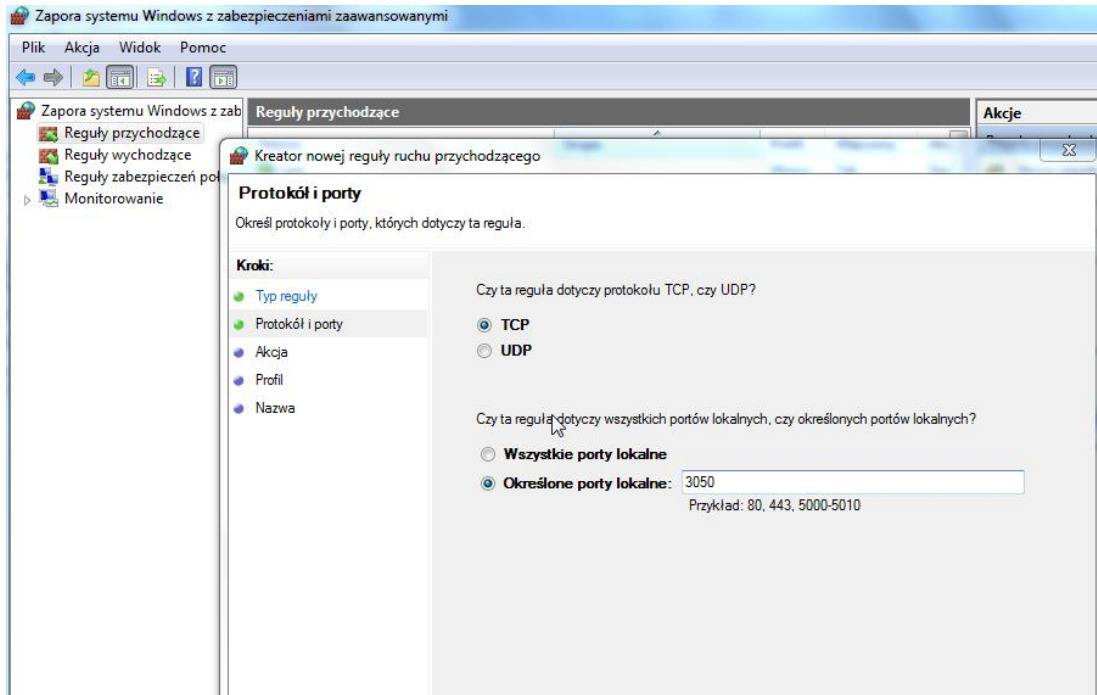 Zapora systemu Windows z zabezpieczeniami zaawansowanymi
Plik Akcja Widok Pomoc
Zapora systemu Windows z zab
Reguły przychodzące
Reguły wychodzące
Reguły zabezpieczeń poł
Monitorowanie
Reguły przychodzące
Akcje
Kreator nowej reguły ruchu przychodzącego
Protokół i porty
Określ protokoły i porty, których dotyczy ta reguła.
Kroki:
Typ reguły
Protokół i porty
Akcja
Profil
Nazwa
Czy ta reguła dotyczy protokołu TCP, czy UDP?
TCP
UDP
Czy ta reguła dotyczy wszystkich portów lokalnych, czy określonych portów lokalnych?
Wszystkie porty lokalne
Określone porty lokalne: 3050
Przykład: 80, 443, 5000-5010